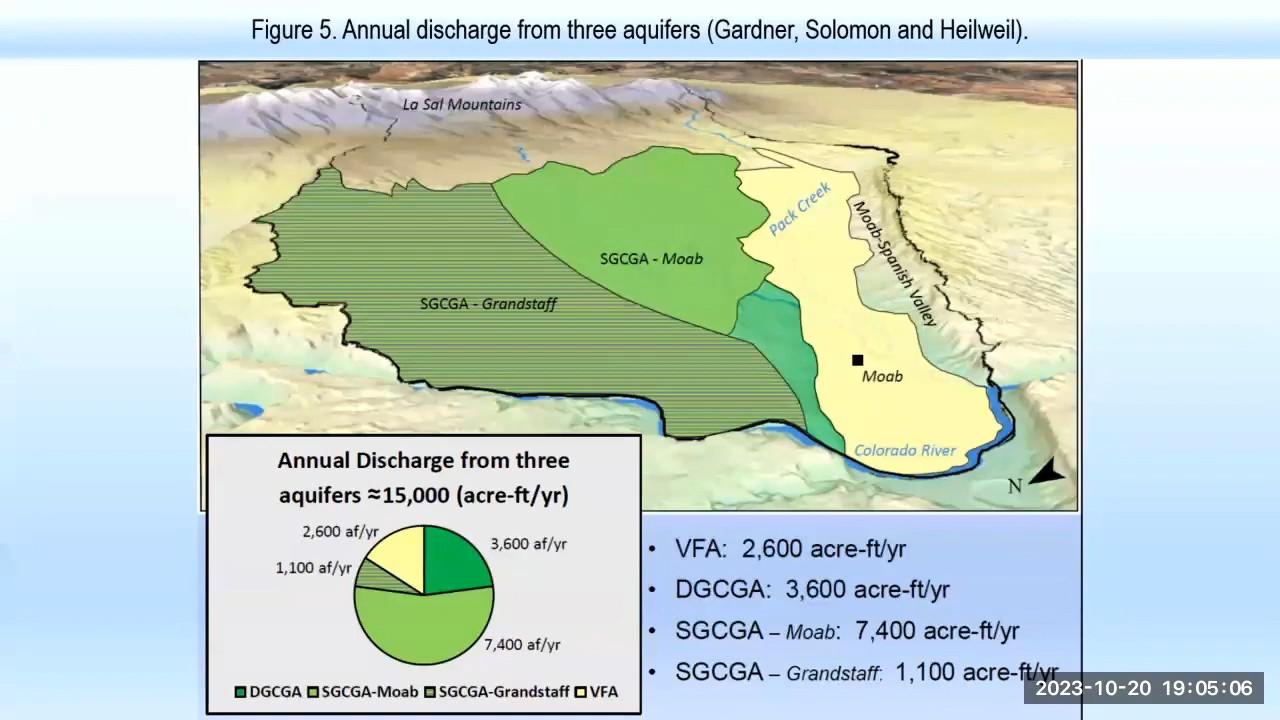 Figure 5. Annual discharge from three aquifers (Gardner, Solomon and Heilweil).
La Sal Mountains
Pack Creek
Moab-Spanish Valley
SGCGA - Moab
SGCGA - Grandstaff
Moab
Colorado River
N
Annual Discharge from three
aquifers ≈15,000 (acre-ft/yr)
2,600 af/yr
3,600 af/yr
1,100 af/yr
7,400 af/yr
DGCGA SGCGA-Moab SGCGA-Grandstaff VFA
• VFA: 2,600 acre-ft/yr
• DGCGA: 3,600 acre-ft/yr
• SGCGA – Moab: 7,400 acre-ft/yr
• SGCGA – Grandstaff: 1,100 acre-ft/yr
2023-10-20 19:05:06